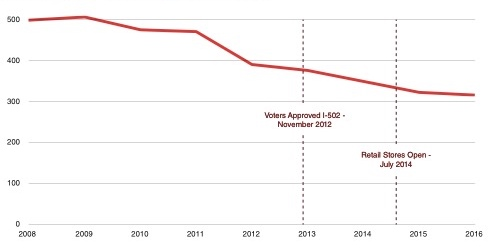 500
400
300
200
100
0
Voters Approved I-502 -
November 2012
Retail Stores Open -
July 2014
2008 2009 2010 2011 2012 2013 2014 2015 2016